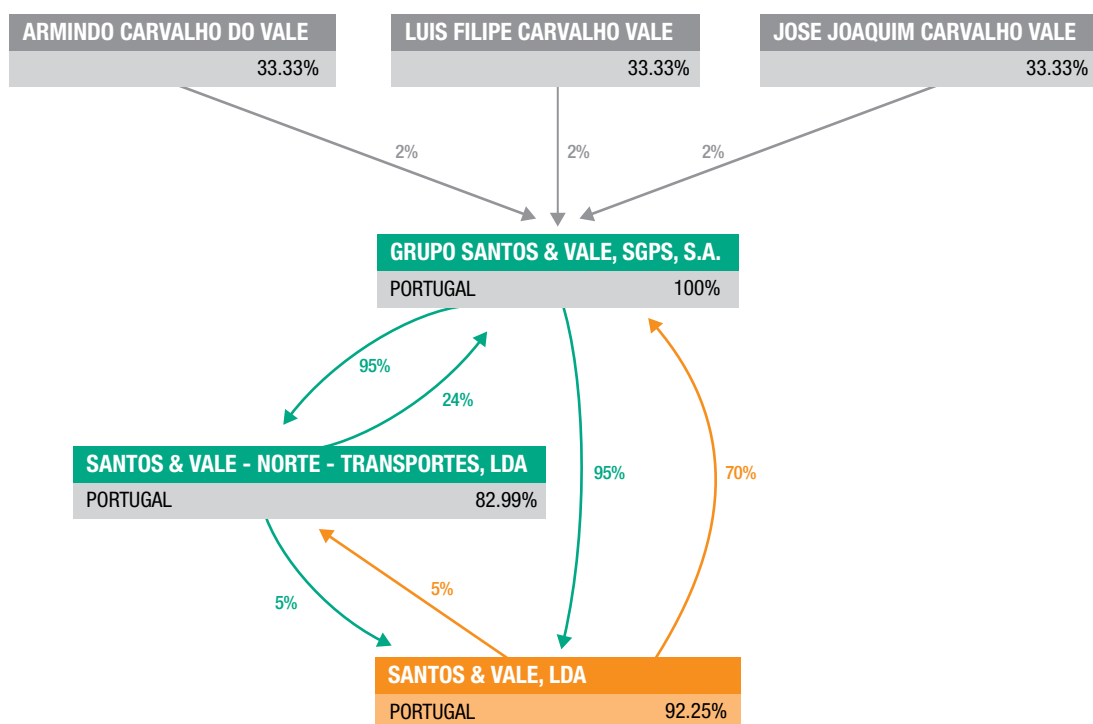 ARMINDO CARVALHO DO VALE
33.33%
LUIS FILIPE CARVALHO VALE
33.33%
JOSE JOAQUIM CARVALHO VALE
33.33%
2%
2%
2%
GRUPO SANTOS & VALE, SGPS, S.A.
PORTUGAL 100%
95%
24%
SANTOS & VALE - NORTE - TRANSPORTES, LDA
PORTUGAL 82.99%
95%
70%
5%
5%
SANTOS & VALE, LDA
PORTUGAL 92.25%